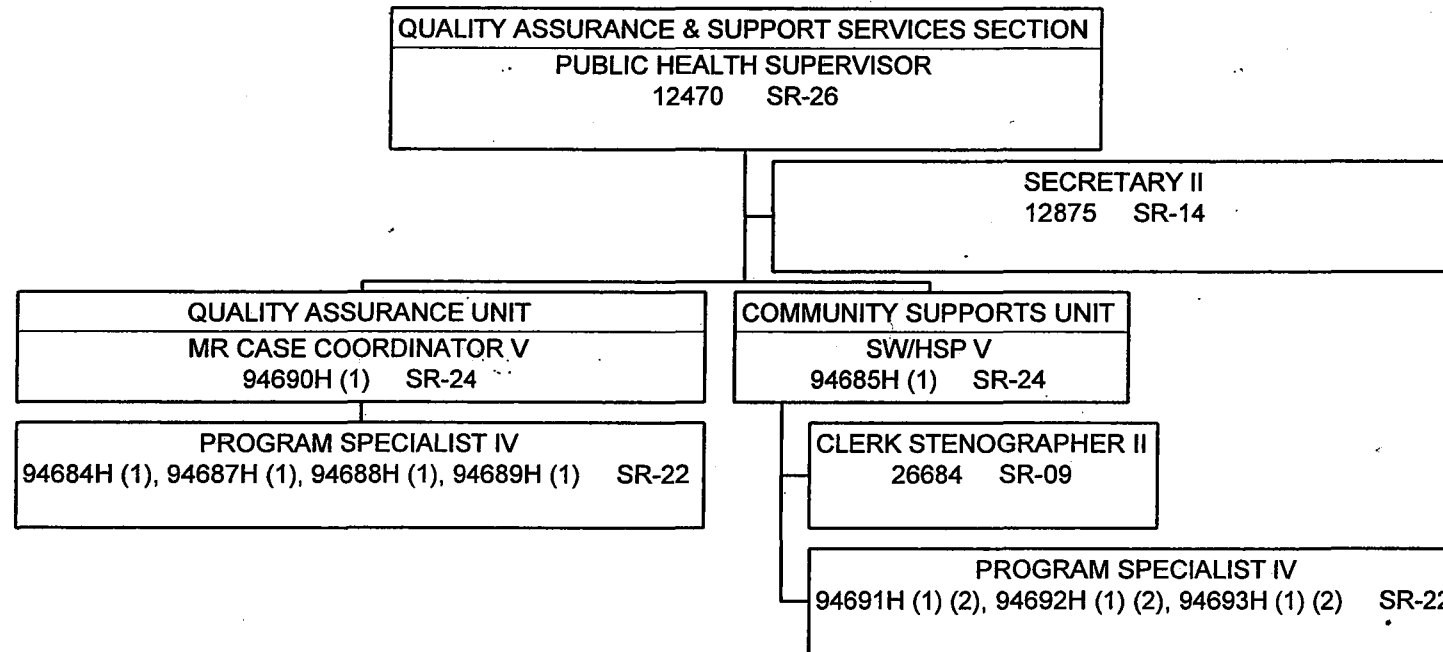 QUALITY ASSURANCE & SUPPORT SERVICES SECTION
PUBLIC HEALTH SUPERVISOR
12470 SR-26
SECRETARY II
12875 SR-14
QUALITY ASSURANCE UNIT
MR CASE COORDINATOR V
94690H (1) SR-24
COMMUNITY SUPPORTS UNIT
SW/HSP V
94685H (1) SR-24
PROGRAM SPECIALIST IV
94684H (1), 94687H (1), 94688H (1), 94689H (1) SR-22
CLERK STENOGRAPHER II
26684 SR-09
PROGRAM SPECIALIST IV
94691H (1) (2), 94692H (1) (2), 94693H (1) (2) SR-22